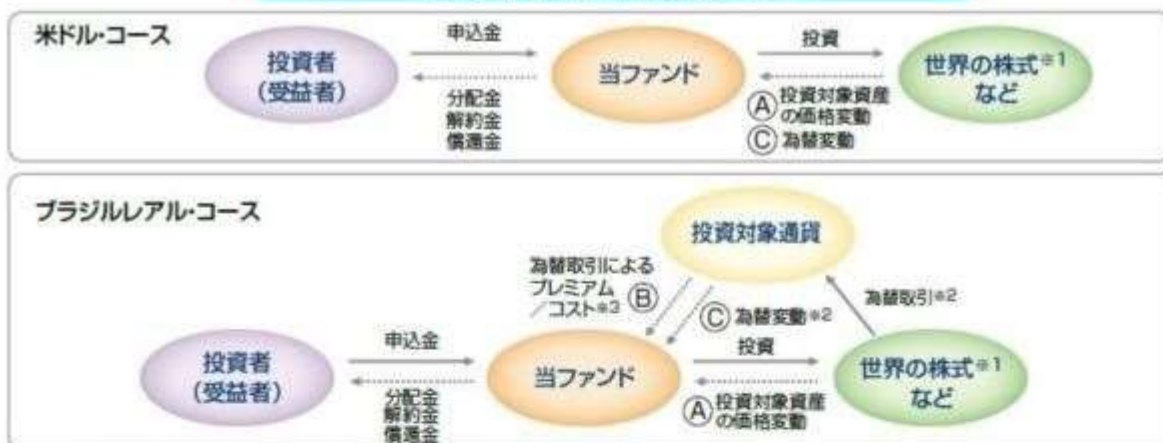 米ドル・コース
投資者
(受益者)
申込金
分配金
解約金
償還金
当ファンド
投資
Ⓐ 投資対象資産
の価格変動
Ⓒ 為替変動
世界の株式※1
など
ブラジルレアル・コース
投資対象通貨
為替取引による
プレミアム
／コスト※3 Ⓑ
Ⓒ 為替変動※2
為替取引※2
投資者
(受益者)
申込金
分配金
解約金
償還金
当ファンド
投資
Ⓐ 投資対象資産
の価格変動
世界の株式※1
など